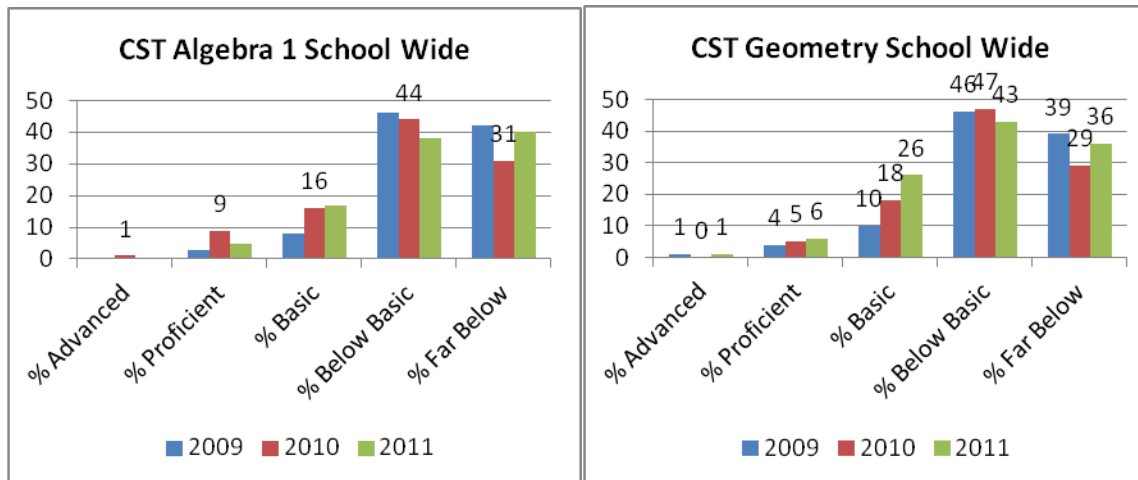 CST Algebra 1 School Wide
50
40
30
20
10
0
1
9
16
44
31
% Advanced
% Proficient
% Basic
% Below Basic
% Far Below
2009 2010 2011
CST Geometry School Wide
50
40
30
20
10
0
1 0 1
4 5 6
10 18 26
46 47 43
39 29 36
% Advanced
% Proficient
% Basic
% Below Basic
% Far Below
2009 2010 2011